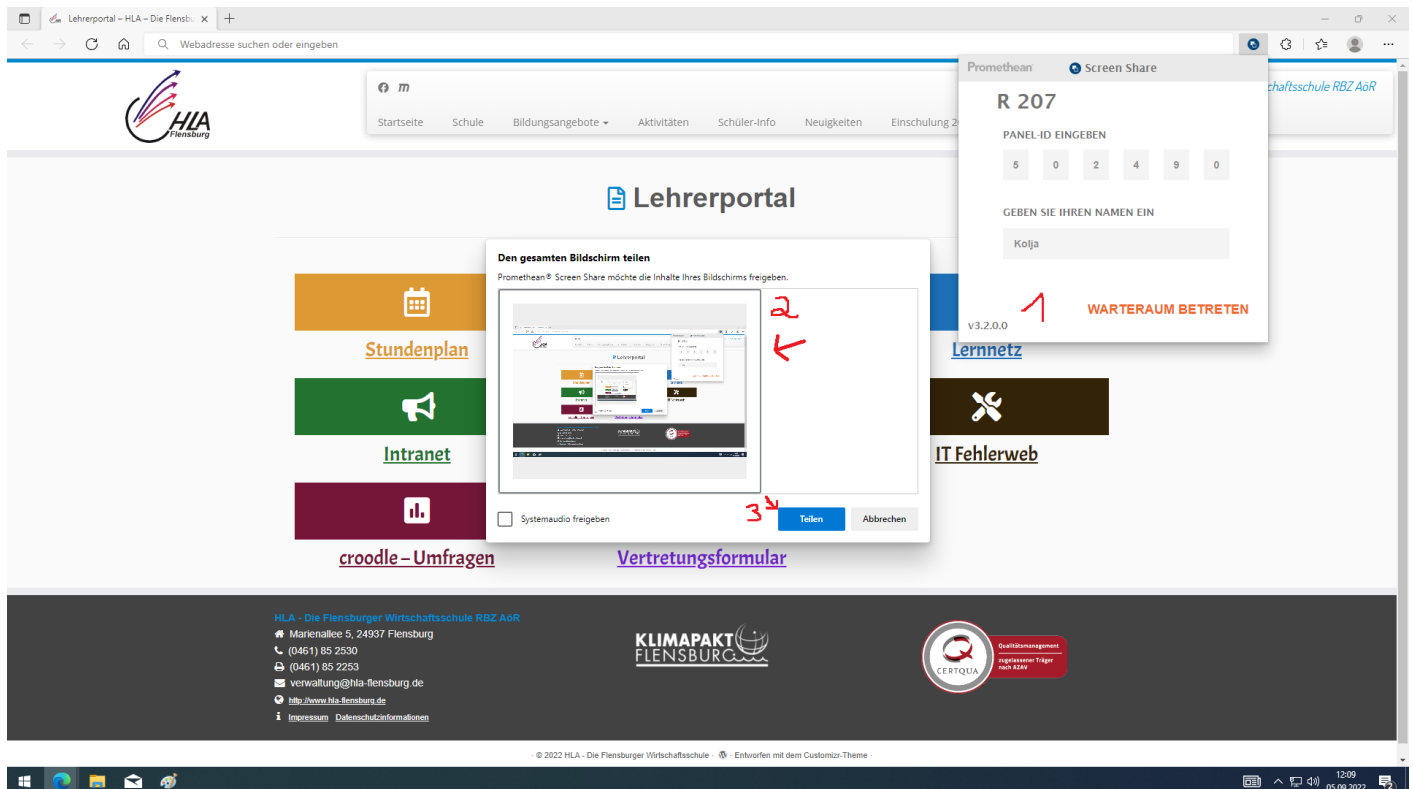 Lehrerportal – HLA – Die Flensbu
Webadresse suchen oder eingeben
HLA
Flensburg
Startseite Schule Bildungsangebote Aktivitäten Schüler-Info Neuigkeiten Einschulung 2
chaftsschule RBZ AöR
Promethean Screen Share
R 207
PANEL-ID EINGEBEN
5 0 2 4 9 0
GEBEN SIE IHREN NAMEN EIN
Kolja
1 WARTERAUM BETRETEN
v3.2.0.0
Lehrerportal
Den gesamten Bildschirm teilen
Promethean® Screen Share möchte die Inhalte Ihres Bildschirms freigeben.
2
Lehrerportal
3
Systemaudio freigeben Teilen Abbrechen
Stundenplan
Lernnetz
Intranet
IT Fehlerweb
croodle – Umfragen
Vertretungsformular
HLA - Die Flensburger Wirtschaftsschule RBZ AöR
Marienallee 5, 24937 Flensburg
(0461) 85 2530
(0461) 85 2253
verwaltung@hla-flensburg.de
http://www.hla-flensburg.de
Impressum Datenschutzinformationen
KLIMAPAKT
FLENSBURG
CERTQUA
Qualitätsmanagement
zugelassener Träger
nach AZAV
· © 2022 HLA - Die Flensburger Wirtschaftsschule · · Entworfen mit dem Customizr-Theme ·
12:09
05.09.2022
2